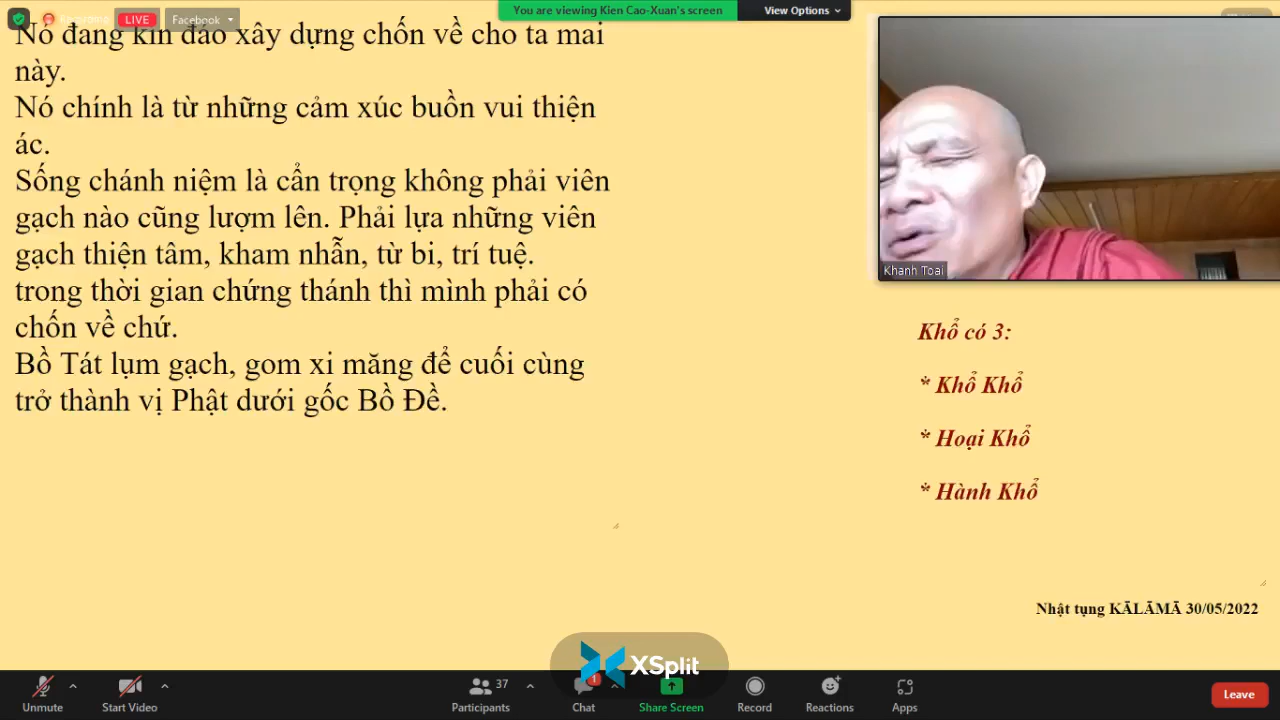 You are viewing Kien Cao-Xuan's screen
View Options
Recording
LIVE
Facebook
Nó đang kín đáo xây dựng chốn về cho ta mai
này.
Nó chính là từ những cảm xúc buồn vui thiện
ác.
Sống chánh niệm là cẩn trọng không phải viên
gạch nào cũng lượm lên. Phải lựa những viên
gạch thiện tâm, kham nhẫn, từ bi, trí tuệ.
trong thời gian chứng thánh thì mình phải có
chốn về chứ.
Bồ Tát lụm gạch, gom xi măng để cuối cùng
trở thành vị Phật dưới gốc Bồ Đề.
Khanh Toai
Khổ có 3:
* Khổ Khổ
* Hoại Khổ
* Hành Khổ
Nhật tụng KĀLĀMĀ 30/05/2022
XSplit
Unmute
Start Video
37
Participants
1
Chat
Share Screen
Record
Reactions
Apps
Leave